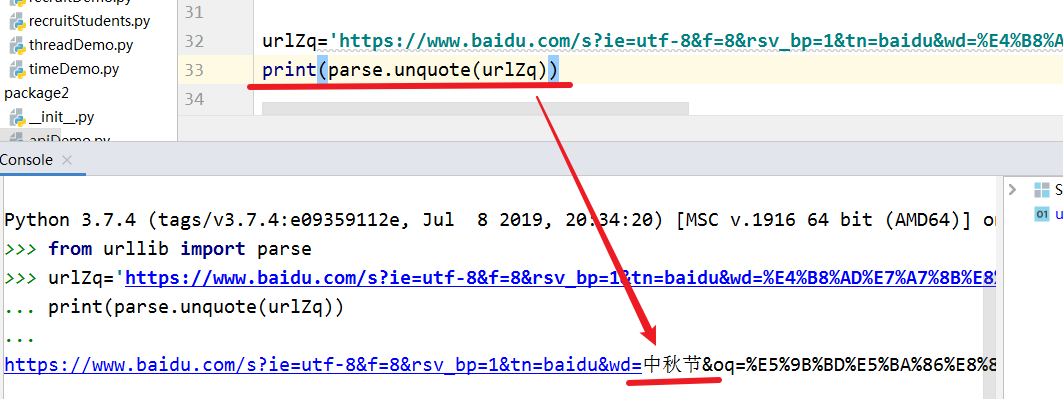 31
recruitDemo.py
recruitStudents.py
32 urlZq='https://www.baidu.com/s?ie=utf-8&f=8&rsv_bp=1&tn=baidu&wd=%E4%B8%A
threadDemo.py
33 print(parse.unquote(urlZq))
timeDemo.py
package2
34
__init__.py
apiDemo.py
Console ×
Python 3.7.4 (tags/v3.7.4:e09359112e, Jul 8 2019, 20:34:20) [MSC v.1916 64 bit (AMD64)] on
>>> from urllib import parse
>>> urlZq='https://www.baidu.com/s?ie=utf-8&f=8&rsv_bp=1&tn=baidu&wd=%E4%B8%AD%E7%A7%8B%E8%
... print(parse.unquote(urlZq))
...
https://www.baidu.com/s?ie=utf-8&f=8&rsv_bp=1&tn=baidu&wd=中秋节&oq=%E5%9B%BD%E5%BA%86%E8%8
S
01 u